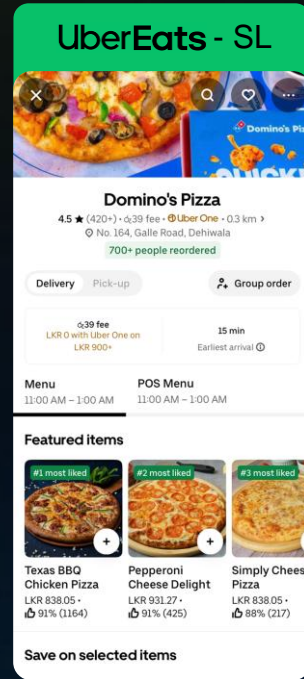 UberEats - SL
Domino's Pizza
Domino's Pizza
4.5 ★ (420+) • රු39 fee • Uber One • 0.3 km >
No. 164, Galle Road, Dehiwala
700+ people reordered
Delivery Pick-up Group order
රු39 fee
LKR 0 with Uber One on
LKR 900+
15 min
Earliest arrival
Menu
11:00 AM – 1:00 AM
POS Menu
11:00 AM – 1:00 AM
Featured items
#1 most liked
#2 most liked
#3 most liked
Texas BBQ
Chicken Pizza
LKR 838.05 •
91% (1164)
Pepperoni
Cheese Delight
LKR 931.27 •
91% (425)
Simply Chees
Pizza
LKR 838.05 •
88% (217)
Save on selected items